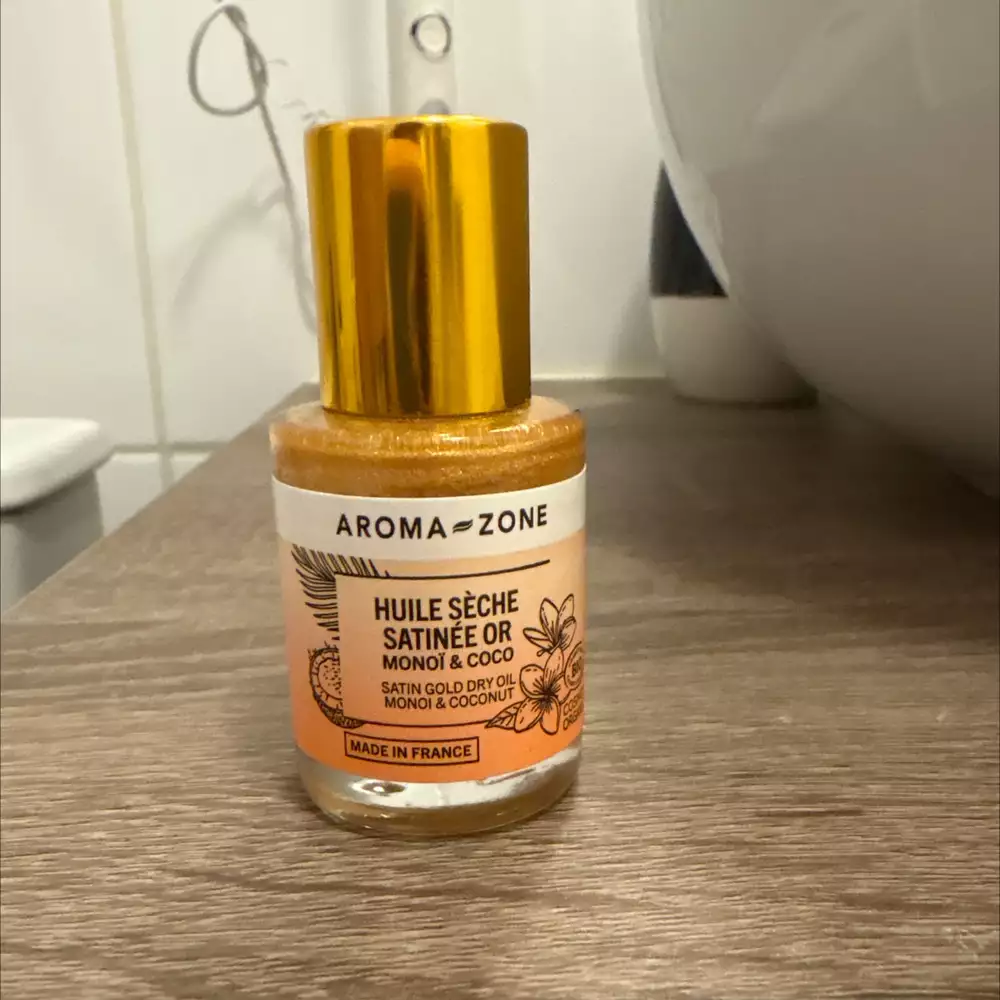 AROMA ZONE
HUILE SÈCHE
SATINÉE OR
MONOÏ & COCO
SATIN GOLD DRY OIL
MONOI & COCONUT
MADE IN FRANCE